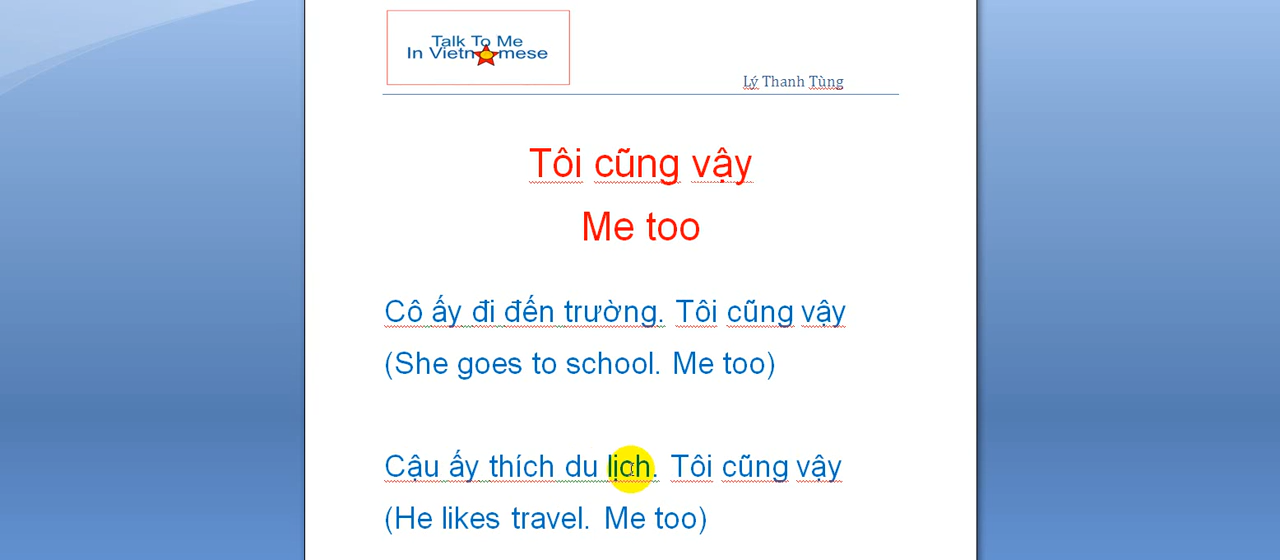 Talk To Me
In Vietnamese
Lý Thanh Tùng
Tôi cũng vậy
Me too
Cô ấy đi đến trường. Tôi cũng vậy
(She goes to school. Me too)
Cậu ấy thích du lịch. Tôi cũng vậy
(He likes travel. Me too)